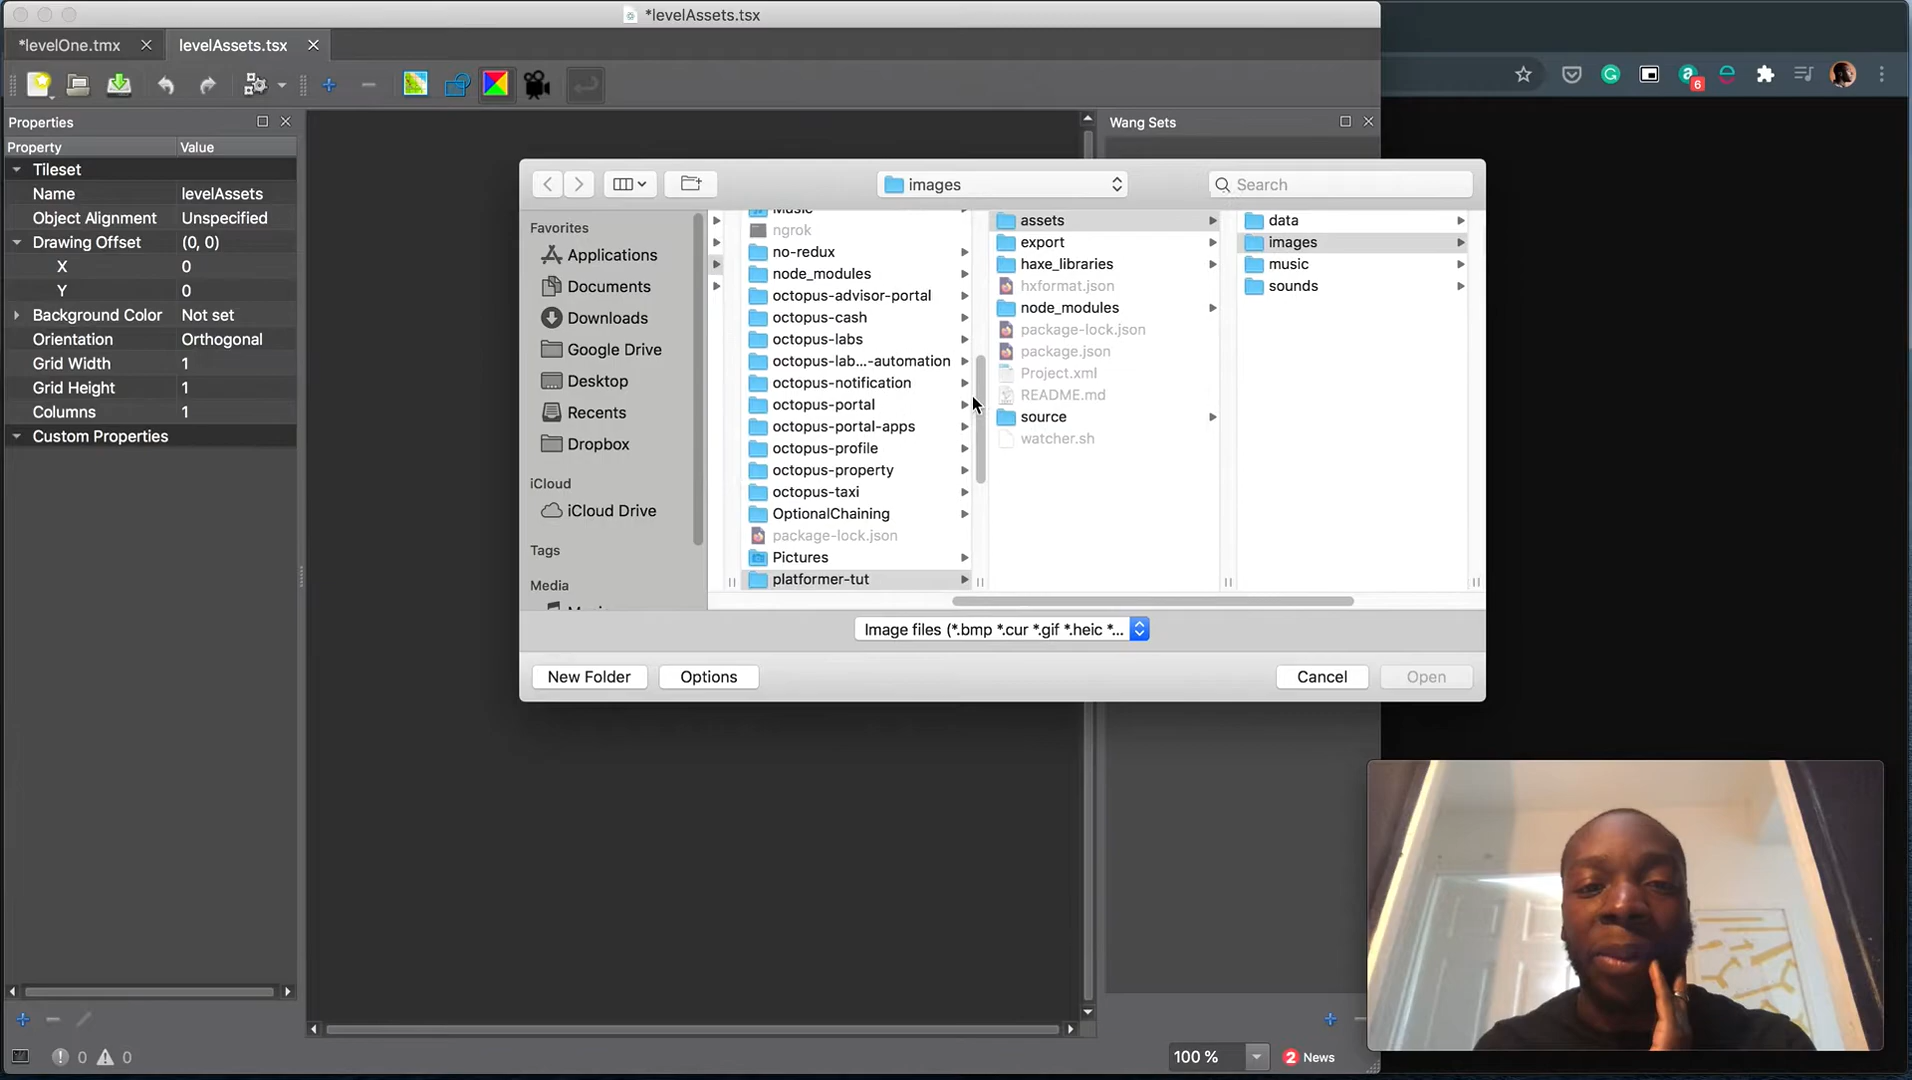 *levelAssets.tsx
*levelOne.tmx
levelAssets.tsx
6
Properties
Wang Sets
Property
Value
Tileset
Name
levelAssets
Object Alignment
Unspecified
Drawing Offset
(0, 0)
X
0
Y
0
Background Color
Not set
Orientation
Orthogonal
Grid Width
1
Grid Height
1
Columns
1
Custom Properties
images
Search
Favorites
Applications
Documents
Downloads
Google Drive
Desktop
Recents
Dropbox
iCloud
iCloud Drive
Tags
Media
Music
Music
ngrok
no-redux
node_modules
octopus-advisor-portal
octopus-cash
octopus-labs
octopus-lab...-automation
octopus-notification
octopus-portal
octopus-portal-apps
octopus-profile
octopus-property
octopus-taxi
OptionalChaining
package-lock.json
Pictures
platformer-tut
assets
export
haxe_libraries
hxformat.json
node_modules
package-lock.json
package.json
Project.xml
README.md
source
watcher.sh
data
images
music
sounds
Image files (*.bmp *.cur *.gif *.heic *...
New Folder
Options
Cancel
Open
0
0
100 %
2 News